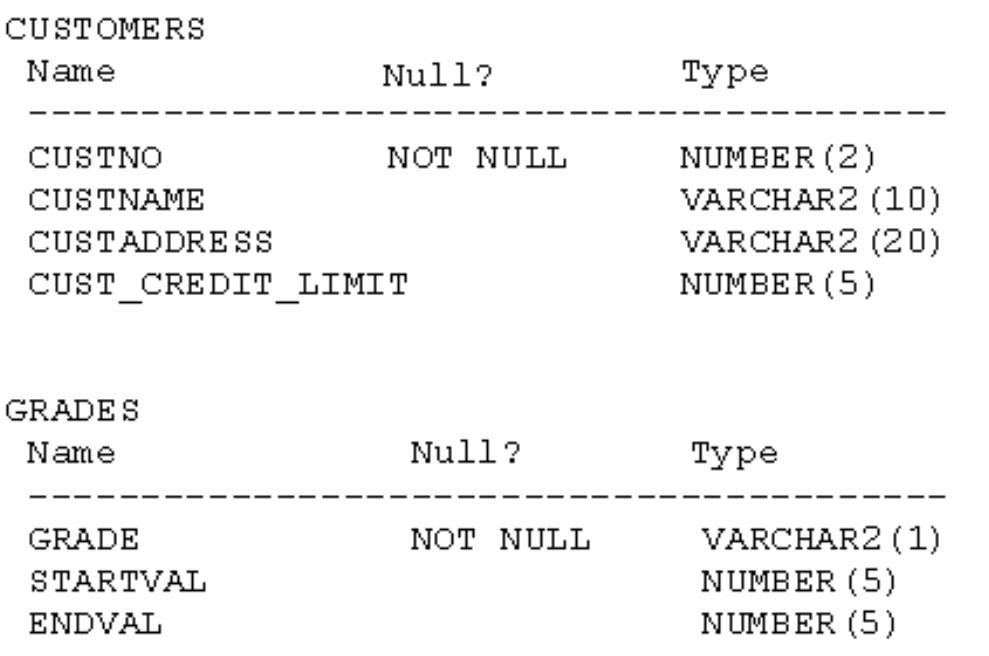 CUSTOMERS
Name Null? Type
-----------------------------------------
CUSTNO NOT NULL NUMBER(2)
CUSTNAME VARCHAR2(10)
CUSTADDRESS VARCHAR2(20)
CUST_CREDIT_LIMIT NUMBER(5)
GRADES
Name Null? Type
-----------------------------------------
GRADE NOT NULL VARCHAR2(1)
STARTVAL NUMBER(5)
ENDVAL NUMBER(5)